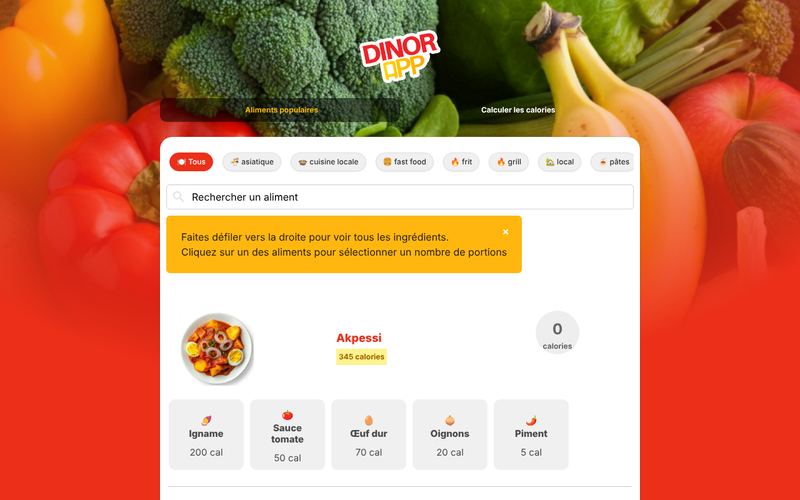 DINOR
APP
Aliments populaires
Calculer les calories
Tous
asiatique
cuisine locale
fast food
frit
grill
local
pâtes
Rechercher un aliment
Faites défiler vers la droite pour voir tous les ingrédients.
×
Cliquez sur un des aliments pour sélectionner un nombre de portions
Akpessi
345 calories
0
calories
Igname
200 cal
Sauce
tomate
50 cal
Œuf dur
70 cal
Oignons
20 cal
Piment
5 cal